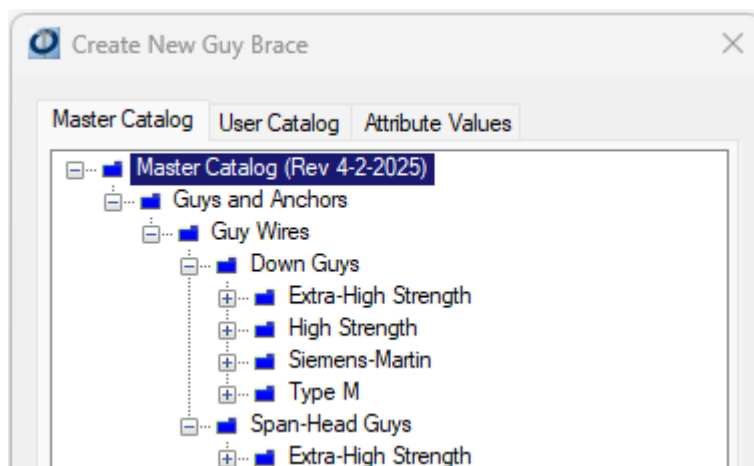 Create New Guy Brace
Master Catalog User Catalog Attribute Values
Master Catalog (Rev 4-2-2025)
Guys and Anchors
Guy Wires
Down Guys
Extra-High Strength
High Strength
Siemens-Martin
Type M
Span-Head Guys
Extra-High Strength